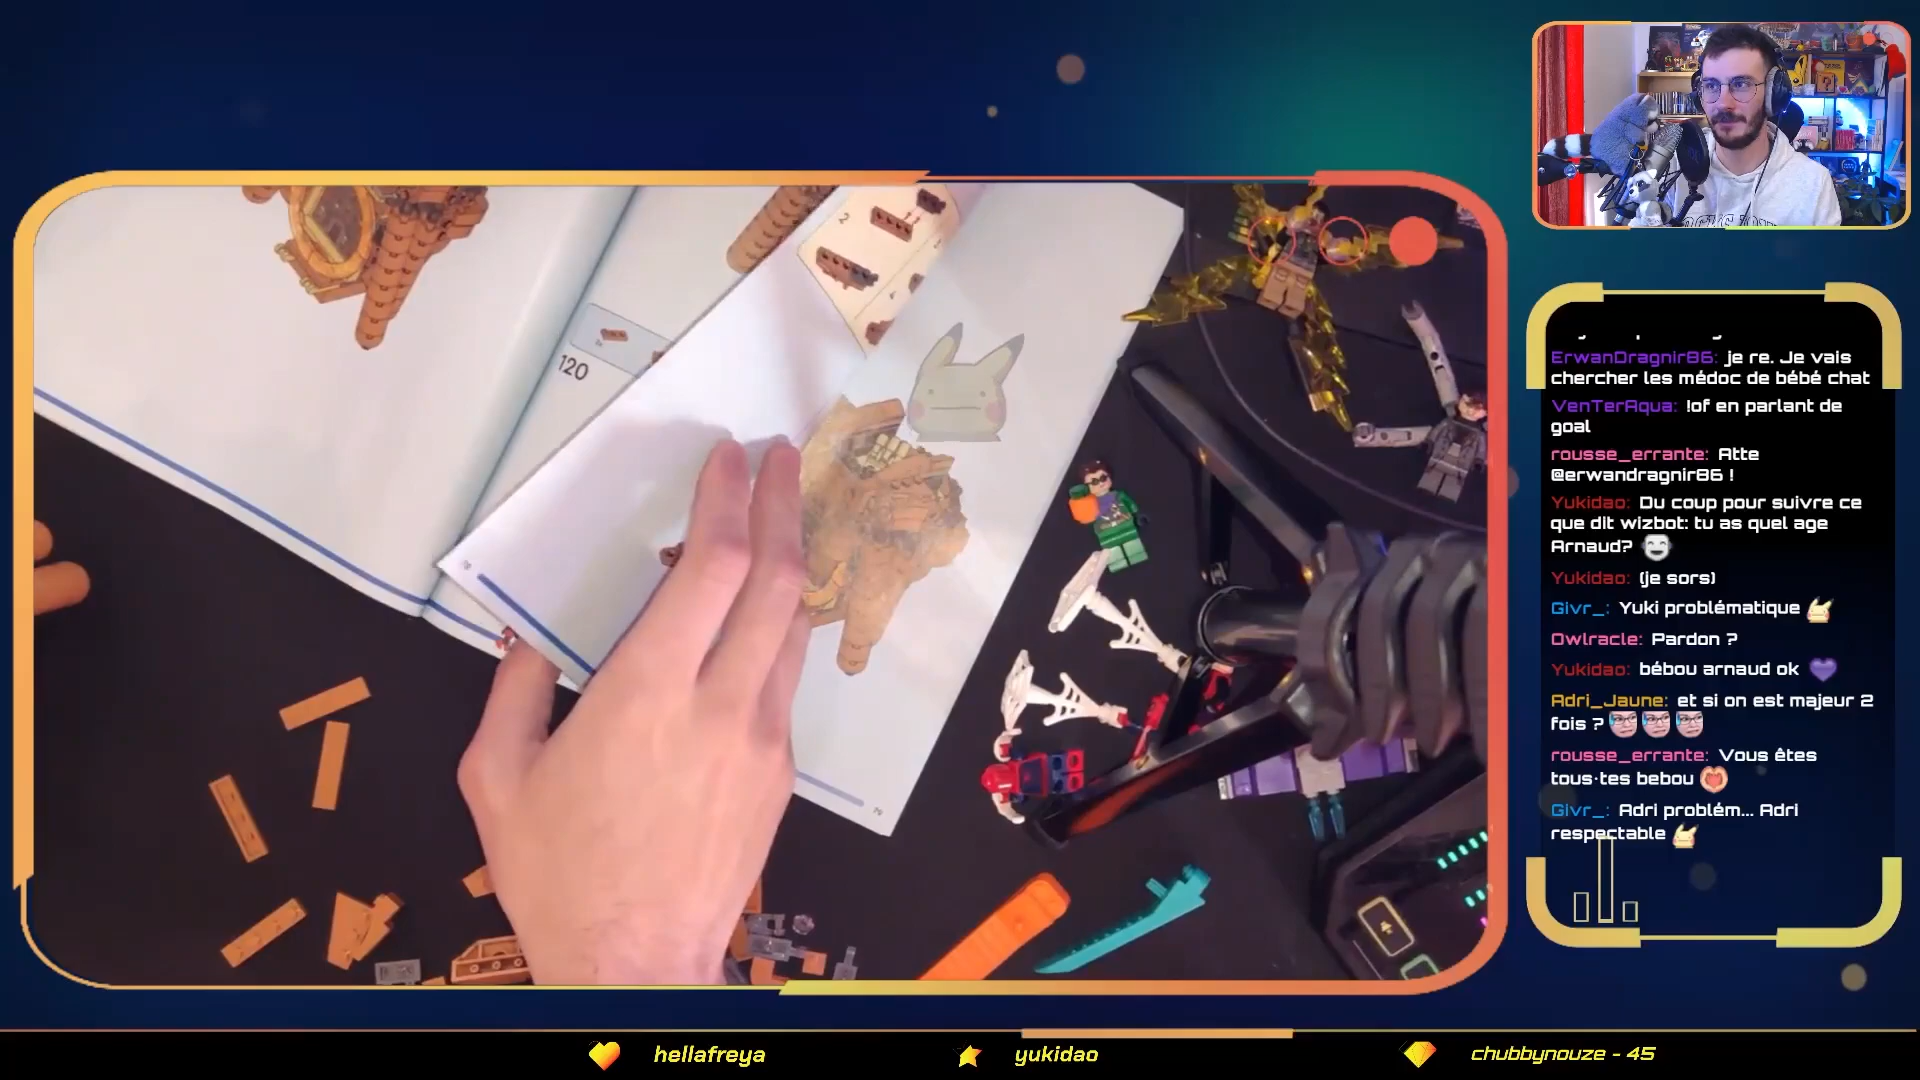 2
4
120
ErwanDragnir86: je re. Je vais
chercher les médoc de bébé chat
VenTerAqua: !of en parlant de
goal
rousse_errante: Atte
@erwandragnir86 !
Yukidao: Du coup pour suivre ce
que dit wizbot: tu as quel age
Arnaud?
Yukidao: (je sors)
Givr_: Yuki problématique
Owlracle: Pardon ?
Yukidao: bébou arnaud ok
Adri_Jaune: et si on est majeur 2
fois ?
rousse_errante: Vous êtes
tous·tes bebou
Givr_: Adri problém... Adri
respectable
hellafreya
yukidao
chubbynouze - 45